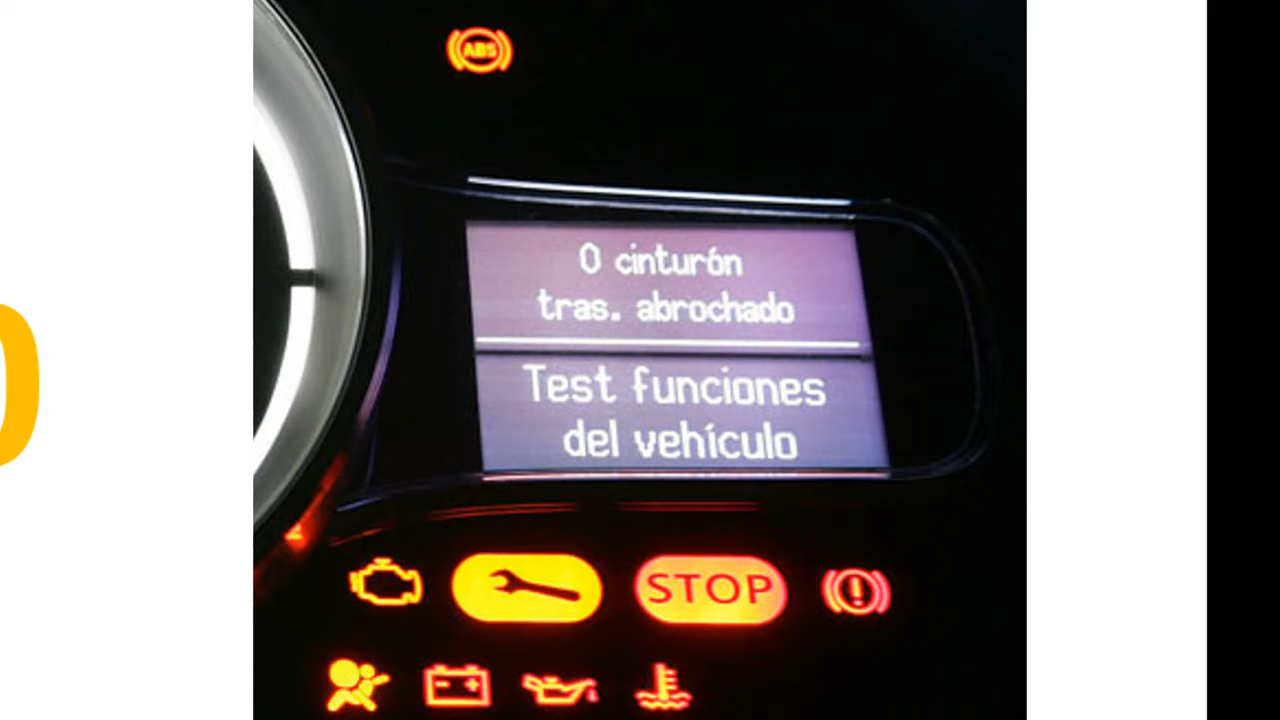 ABS
0 cinturón
tras. abrochado
Test funciones
del vehículo
STOP